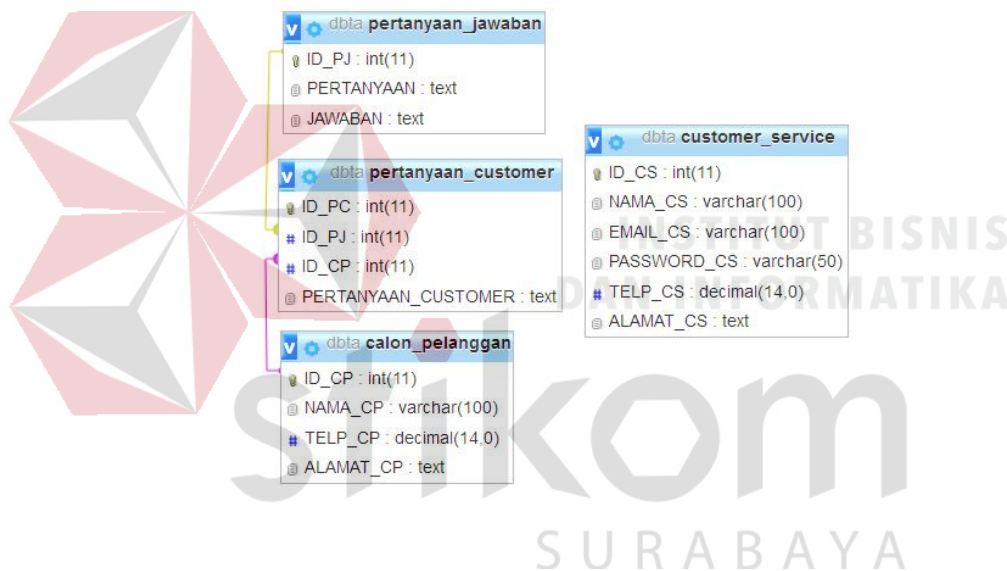 v dbta pertanyaan_jawaban
ID_PJ : int(11)
PERTANYAAN : text
JAWABAN : text
v dbta pertanyaan_customer
ID_PC : int(11)
# ID_PJ : int(11)
# ID_CP : int(11)
PERTANYAAN_CUSTOMER : text
v dbta calon_pelanggan
ID_CP : int(11)
NAMA_CP : varchar(100)
# TELP_CP : decimal(14,0)
ALAMAT_CP : text
v dbta customer_service
ID_CS : int(11)
NAMA_CS : varchar(100)
EMAIL_CS : varchar(100)
PASSWORD_CS : varchar(50)
# TELP_CS : decimal(14,0)
ALAMAT_CS : text
INSTITUT BISNIS
DAN INFORMATIKA
stikom
SURABAYA